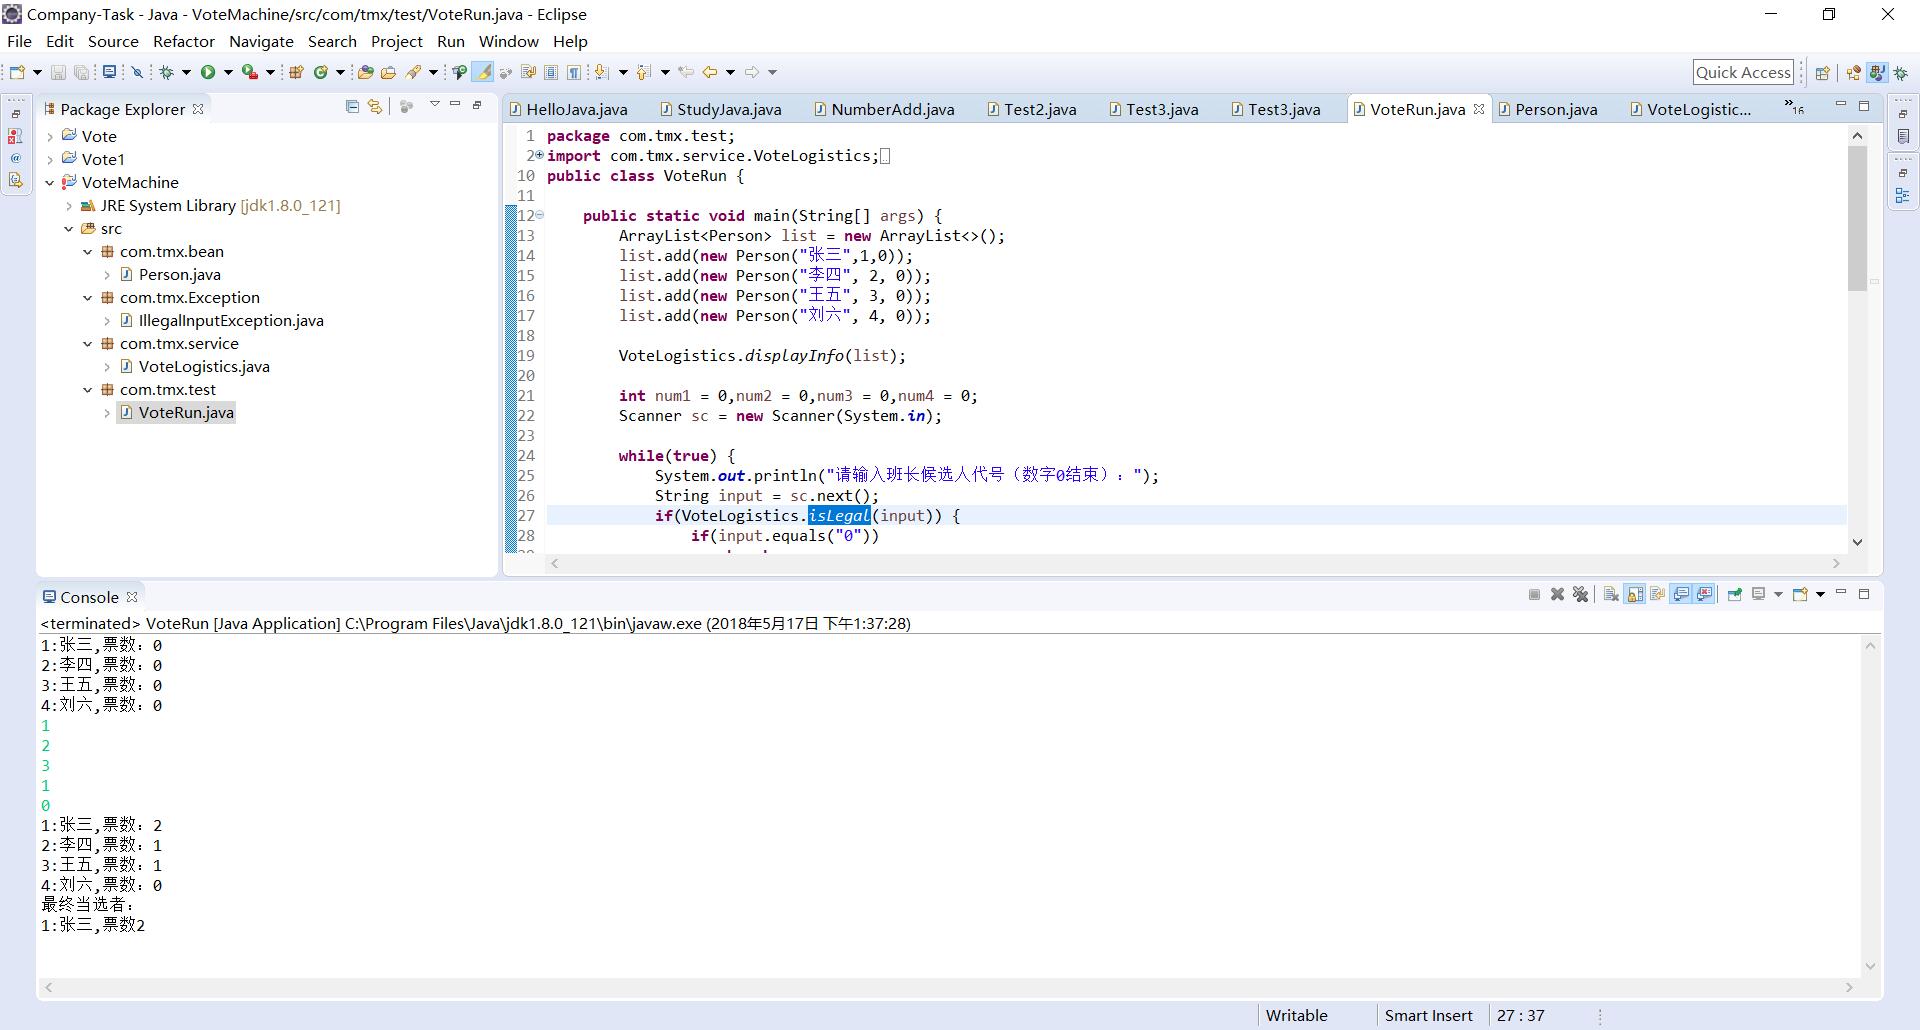 Company-Task - Java - VoteMachine/src/com/tmx/test/VoteRun.java - Eclipse
File Edit Source Refactor Navigate Search Project Run Window Help
Quick Access
Package Explorer
HelloJava.java StudyJava.java NumberAdd.java Test2.java Test3.java Test3.java VoteRun.java Person.java VoteLogistic... »16
Vote
Vote1
VoteMachine
JRE System Library [jdk1.8.0_121]
src
com.tmx.bean
Person.java
com.tmx.Exception
IllegalInputException.java
com.tmx.service
VoteLogistics.java
com.tmx.test
VoteRun.java
1 package com.tmx.test;
2 import com.tmx.service.VoteLogistics;
10 public class VoteRun {
11
12 public static void main(String[] args) {
13 ArrayList<Person> list = new ArrayList<>();
14 list.add(new Person("张三",1,0));
15 list.add(new Person("李四", 2, 0));
16 list.add(new Person("王五", 3, 0));
17 list.add(new Person("刘六", 4, 0));
18
19 VoteLogistics.displayInfo(list);
20
21 int num1 = 0,num2 = 0,num3 = 0,num4 = 0;
22 Scanner sc = new Scanner(System.in);
23
24 while(true) {
25 System.out.println("请输入班长候选人代号（数字0结束）：");
26 String input = sc.next();
27 if(VoteLogistics.isLegal(input)) {
28 if(input.equals("0"))
Console
<terminated> VoteRun [Java Application] C:\Program Files\Java\jdk1.8.0_121\bin\javaw.exe (2018年5月17日 下午1:37:28)
1:张三,票数：0
2:李四,票数：0
3:王五,票数：0
4:刘六,票数：0
1
2
3
1
0
1:张三,票数：2
2:李四,票数：1
3:王五,票数：1
4:刘六,票数：0
最终当选者：
1:张三,票数2
Writable Smart Insert 27 : 37